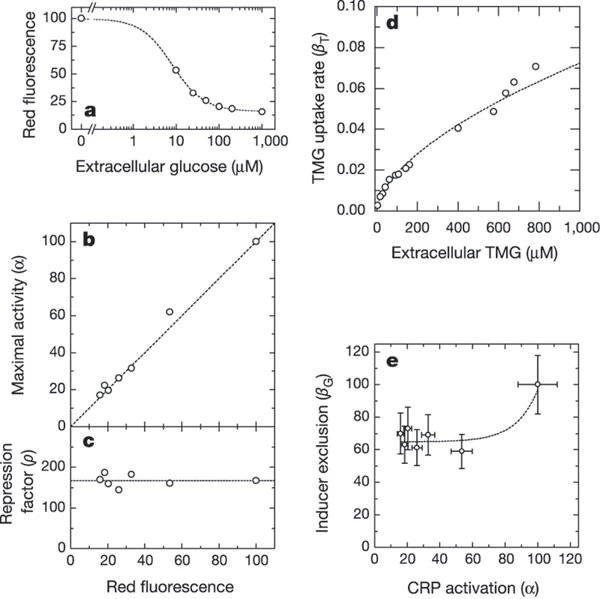 100
75
50
25
0
Red fluorescence
a
0 1 10 100 1,000
Extracellular glucose (μM)
100
80
60
40
20
0
Maximal activity (α)
b
200
100
0
Repression
factor (ρ)
c
0 20 40 60 80 100
Red fluorescence
0.10
0.08
0.06
0.04
0.02
0.00
TMG uptake rate (βT)
d
0 200 400 600 800 1,000
Extracellular TMG (μM)
120
100
80
60
40
20
0
Inducer exclusion (βG)
e
0 20 40 60 80 100 120
CRP activation (α)